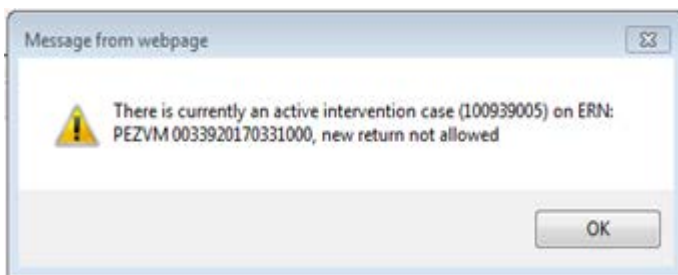 Message from webpage
There is currently an active intervention case (100939005) on ERN:
PEZVM 0033920170331000, new return not allowed
OK